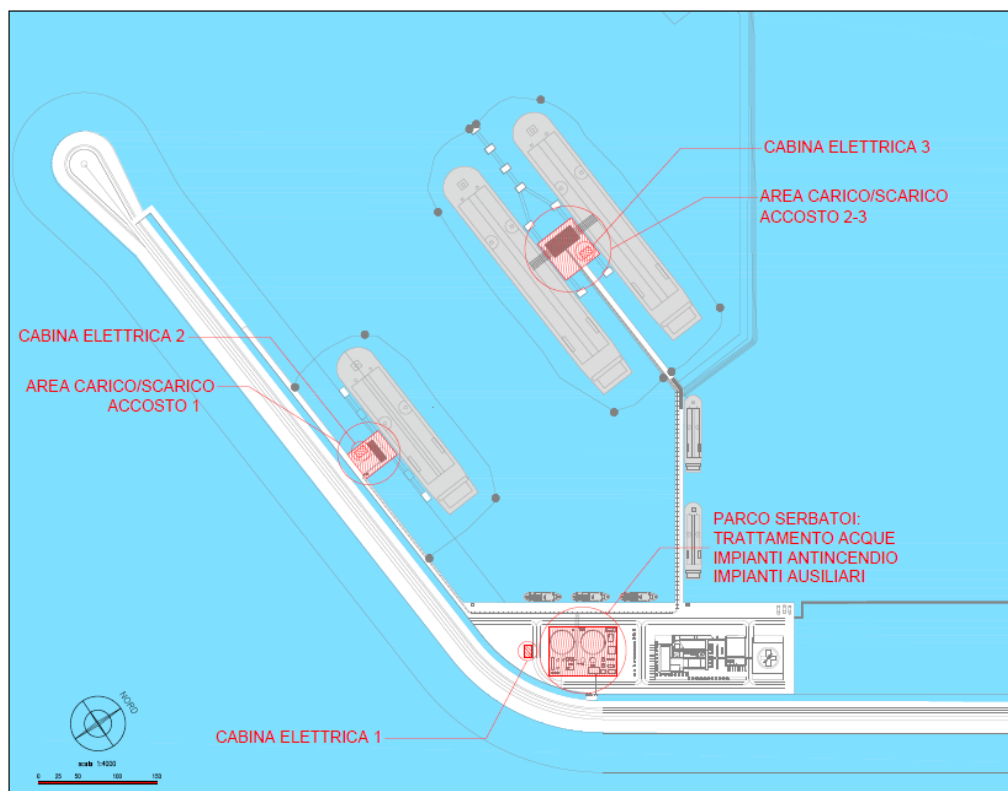 CABINA ELETTRICA 3
AREA CARICO/SCARICO
ACCOSTO 2-3
CABINA ELETTRICA 2
AREA CARICO/SCARICO
ACCOSTO 1
PARCO SERBATOI:
TRATTAMENTO ACQUE
IMPIANTI ANTINCENDIO
IMPIANTI AUSILIARI
CABINA ELETTRICA 1
NORD
scala 1:4000
0 25 50 100 150